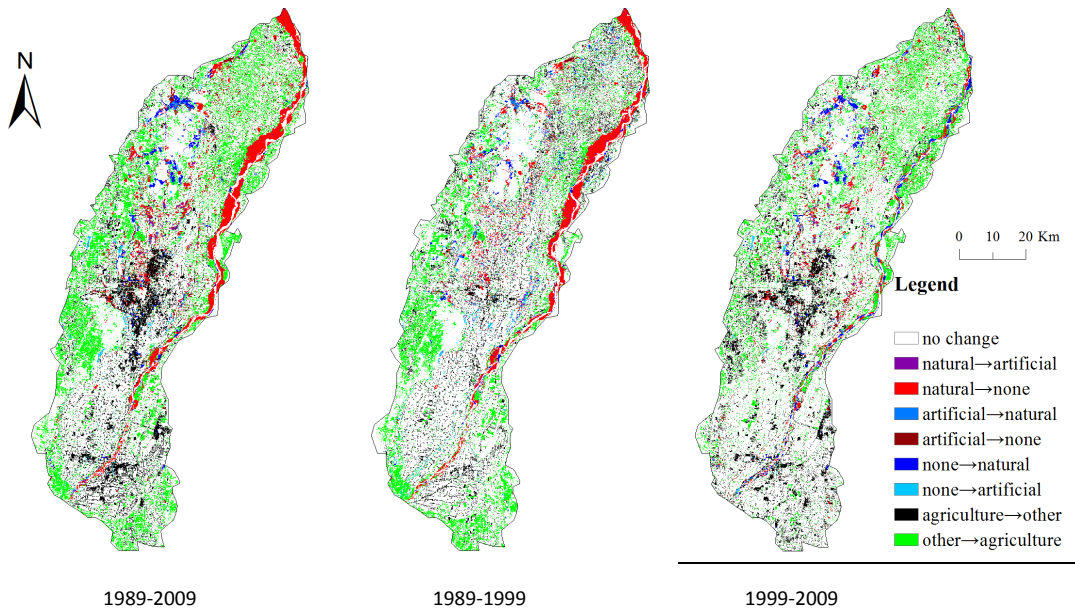 N
0 10 20 Km
Legend
no change
natural→artificial
natural→none
artificial→natural
artificial→none
none→natural
none→artificial
agriculture→other
other→agriculture
1989-2009 1989-1999 1999-2009